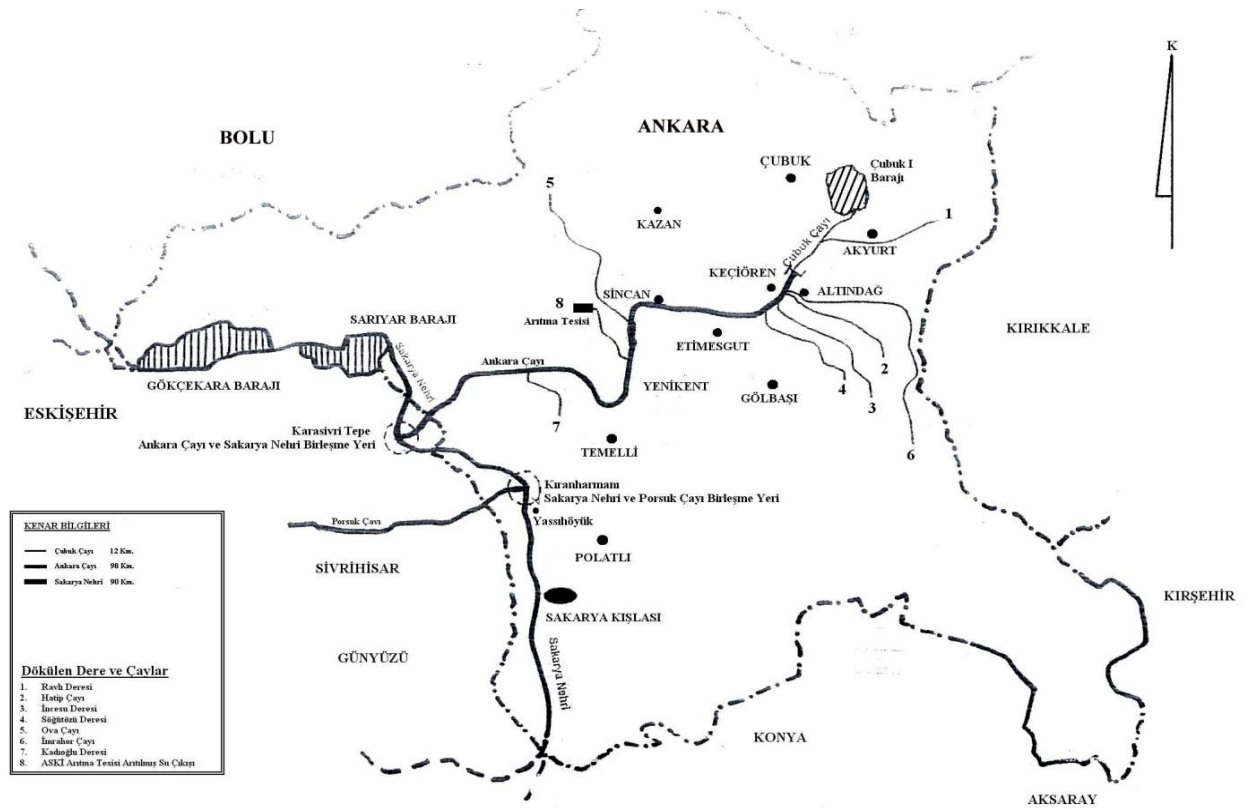 K
BOLU
ANKARA
ÇUBUK
Çubuk I
Barajı
5
KAZAN
1
Çubuk Çayı
AKYURT
KEÇİÖREN
ALTINDAĞ
SİNCAN
8
Arıtma Tesisi
SARIYAR BARAJI
Sakarya Nehri
KIRIKKALE
ETİMESGUT
Ankara Çayı
2
GÖKÇEKARA BARAJI
YENİKENT
4
GÖLBAŞI
3
ESKİŞEHİR
7
Karasivri Tepe
Ankara Çayı ve Sakarya Nehri Birleşme Yeri
TEMELLİ
6
Kıranharmanı
Sakarya Nehri ve Porsuk Çayı Birleşme Yeri
Yassıhöyük
Porsuk Çayı
POLATLI
SİVRİHİSAR
KIRŞEHİR
SAKARYA KIŞLASI
Sakarya Nehri
GÜNYÜZÜ
KONYA
AKSARAY
KENAR BİLGİLERİ
Çubuk Çayı 12 Km.
Ankara Çayı 98 Km.
Sakarya Nehri 90 Km.
Dökülen Dere ve Çaylar
1. Ravlı Deresi
2. Hatip Çayı
3. İncesu Deresi
4. Söğütözü Deresi
5. Ova Çayı
6. İmrahor Çayı
7. Kadıoğlu Deresi
8. ASKİ Arıtma Tesisi Arıtılmış Su Çıkışı